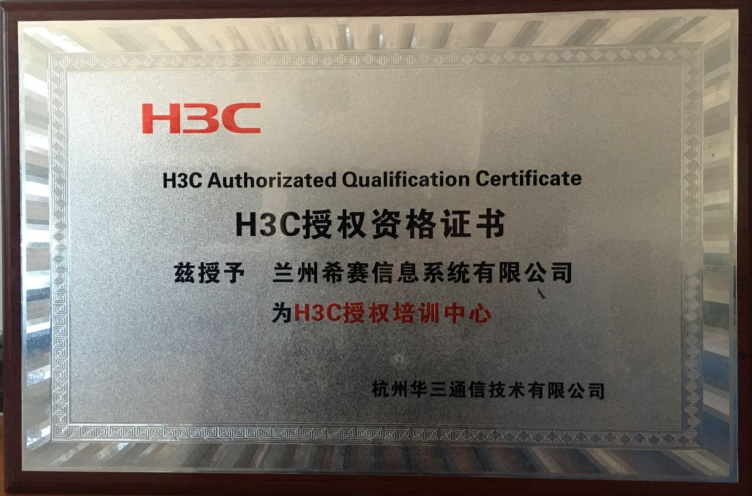 H3C
H3C Authorizated Qualification Certificate
H3C授权资格证书
兹授予 兰州希赛信息系统有限公司
为H3C授权培训中心
杭州华三通信技术有限公司